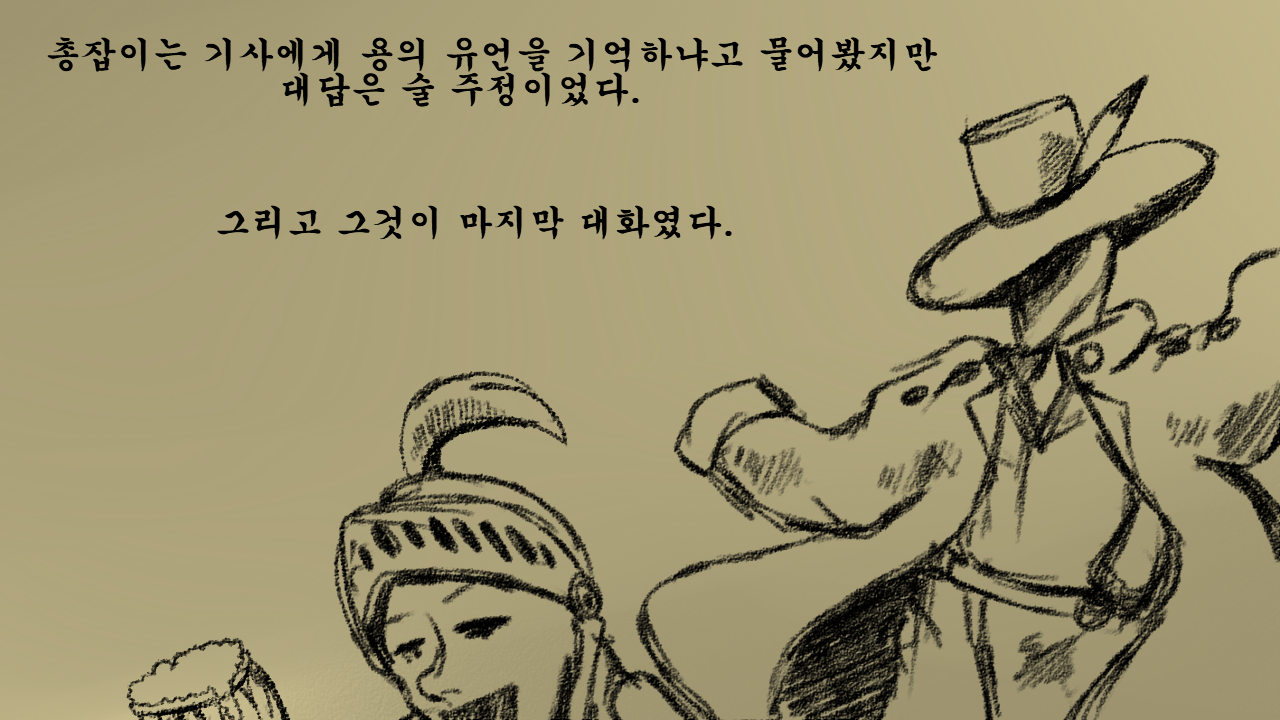 총잡이는 기사에게 용의 유언을 기억하냐고 물어봤지만
대답은 술 주정이었다.
그리고 그것이 마지막 대화였다.